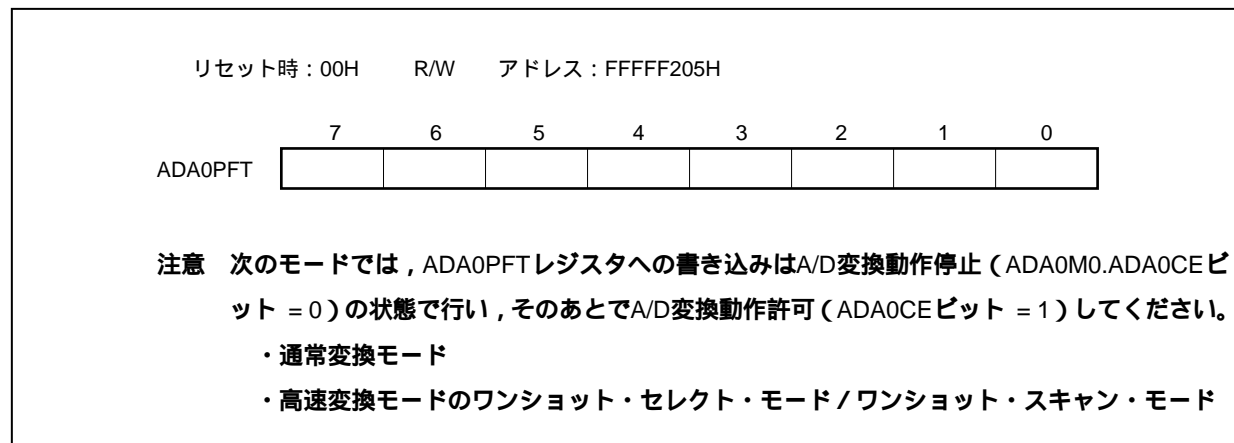 リセット時：00H　　R/W　　アドレス：FFFFF205H
7 6 5 4 3 2 1 0
ADA0PFT
注意　次のモードでは，ADA0PFTレジスタへの書き込みはA/D変換動作停止（ADA0M0.ADA0CEビ
ット = 0）の状態で行い，そのあとでA/D変換動作許可（ADA0CEビット = 1）してください。
・通常変換モード
・高速変換モードのワンショット・セレクト・モード／ワンショット・スキャン・モード